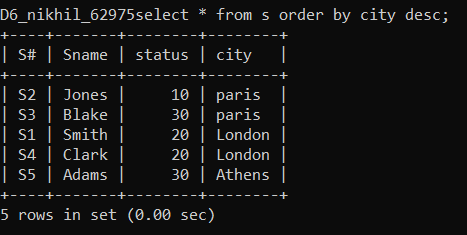 D6_nikhil_62975select * from s order by city desc;
+----+-------+--------+--------+
| S# | Sname | status | city   |
+----+-------+--------+--------+
| S2 | Jones |     10 | paris  |
| S3 | Blake |     30 | paris  |
| S1 | Smith |     20 | London |
| S4 | Clark |     20 | London |
| S5 | Adams |     30 | Athens |
+----+-------+--------+--------+
5 rows in set (0.00 sec)